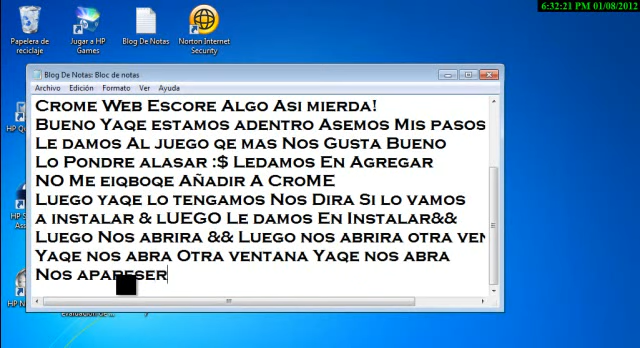 6:32:21 PM 01/08/2012
Papelera de reciclaje
Jugar a HP Games
Blog De Notas
Norton Internet Security
Blog De Notas: Bloc de notas
Archivo Edición Formato Ver Ayuda
Crome Web Escore Algo Asi mierda!
Bueno Yaqe estamos adentro Asemos Mis pasos
Le damos Al juego qe mas Nos Gusta Bueno
Lo Pondre alasar :$ Ledamos En Agregar
NO Me eiqboqe Añadir A CroME
Luego yaqe lo tengamos Nos Dira Si lo vamos
a instalar & lUEGO Le damos En Instalar&&
Luego Nos abrira && Luego nos abrira otra ven
Yaqe nos abra Otra ventana Yaqe nos abra
Nos apareser